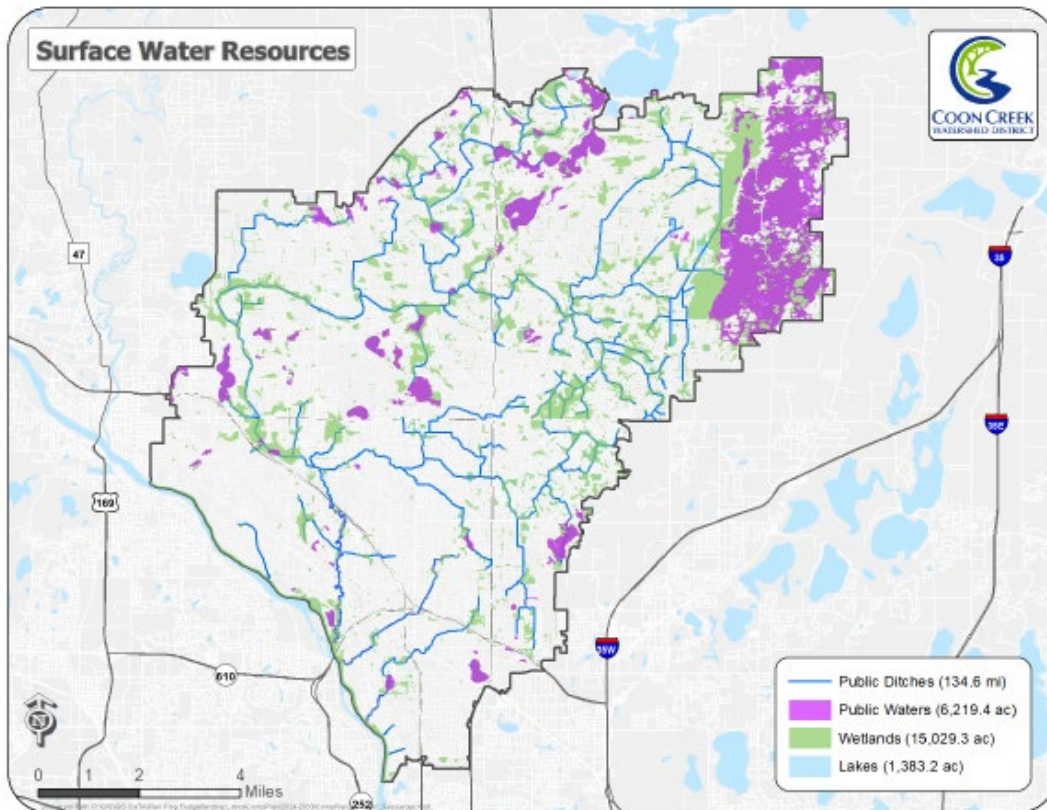 Surface Water Resources
COON CREEK
WATERSHED DISTRICT
47
35
35E
169
35W
610
252
Public Ditches (134.6 mi)
Public Waters (6,219.4 ac)
Wetlands (15,029.3 ac)
Lakes (1,383.2 ac)
N
0 1 2 4
Miles